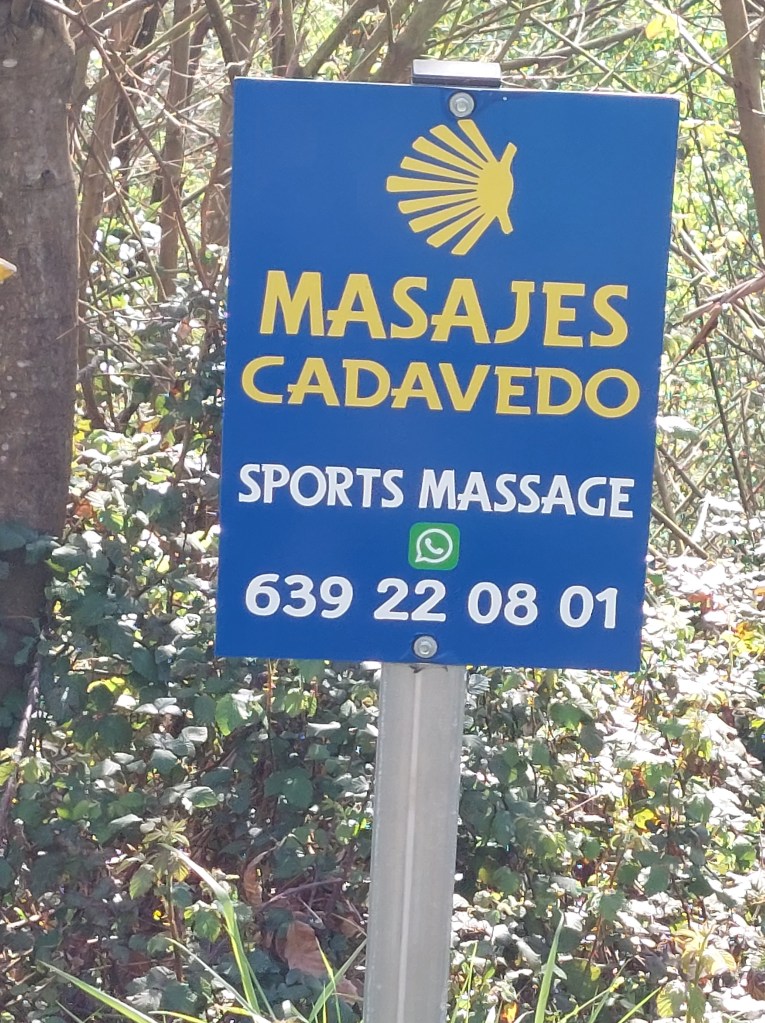 MASAJES
CADAVEDO
SPORTS MASSAGE
639 22 08 01